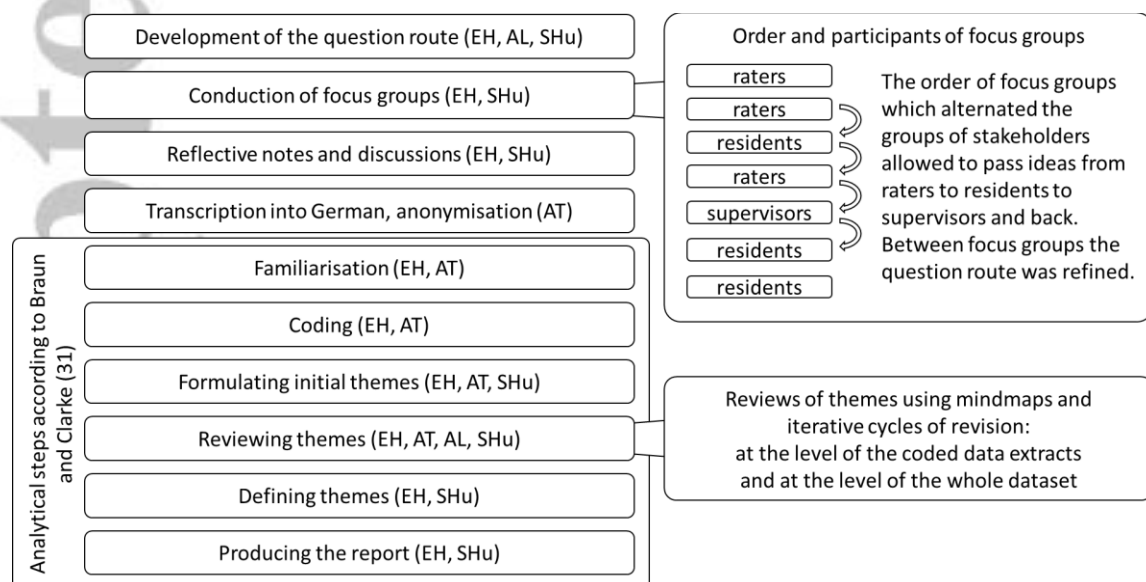 Development of the question route (EH, AL, SHu)
Conduction of focus groups (EH, SHu)
Reflective notes and discussions (EH, SHu)
Transcription into German, anonymisation (AT)
Analytical steps according to Braun
and Clarke (31)
Familiarisation (EH, AT)
Coding (EH, AT)
Formulating initial themes (EH, AT, SHu)
Reviewing themes (EH, AT, AL, SHu)
Defining themes (EH, SHu)
Producing the report (EH, SHu)
Order and participants of focus groups
raters
raters
residents
raters
supervisors
residents
residents
The order of focus groups
which alternated the
groups of stakeholders
allowed to pass ideas from
raters to residents to
supervisors and back.
Between focus groups the
question route was refined.
Reviews of themes using mindmaps and
iterative cycles of revision:
at the level of the coded data extracts
and at the level of the whole dataset